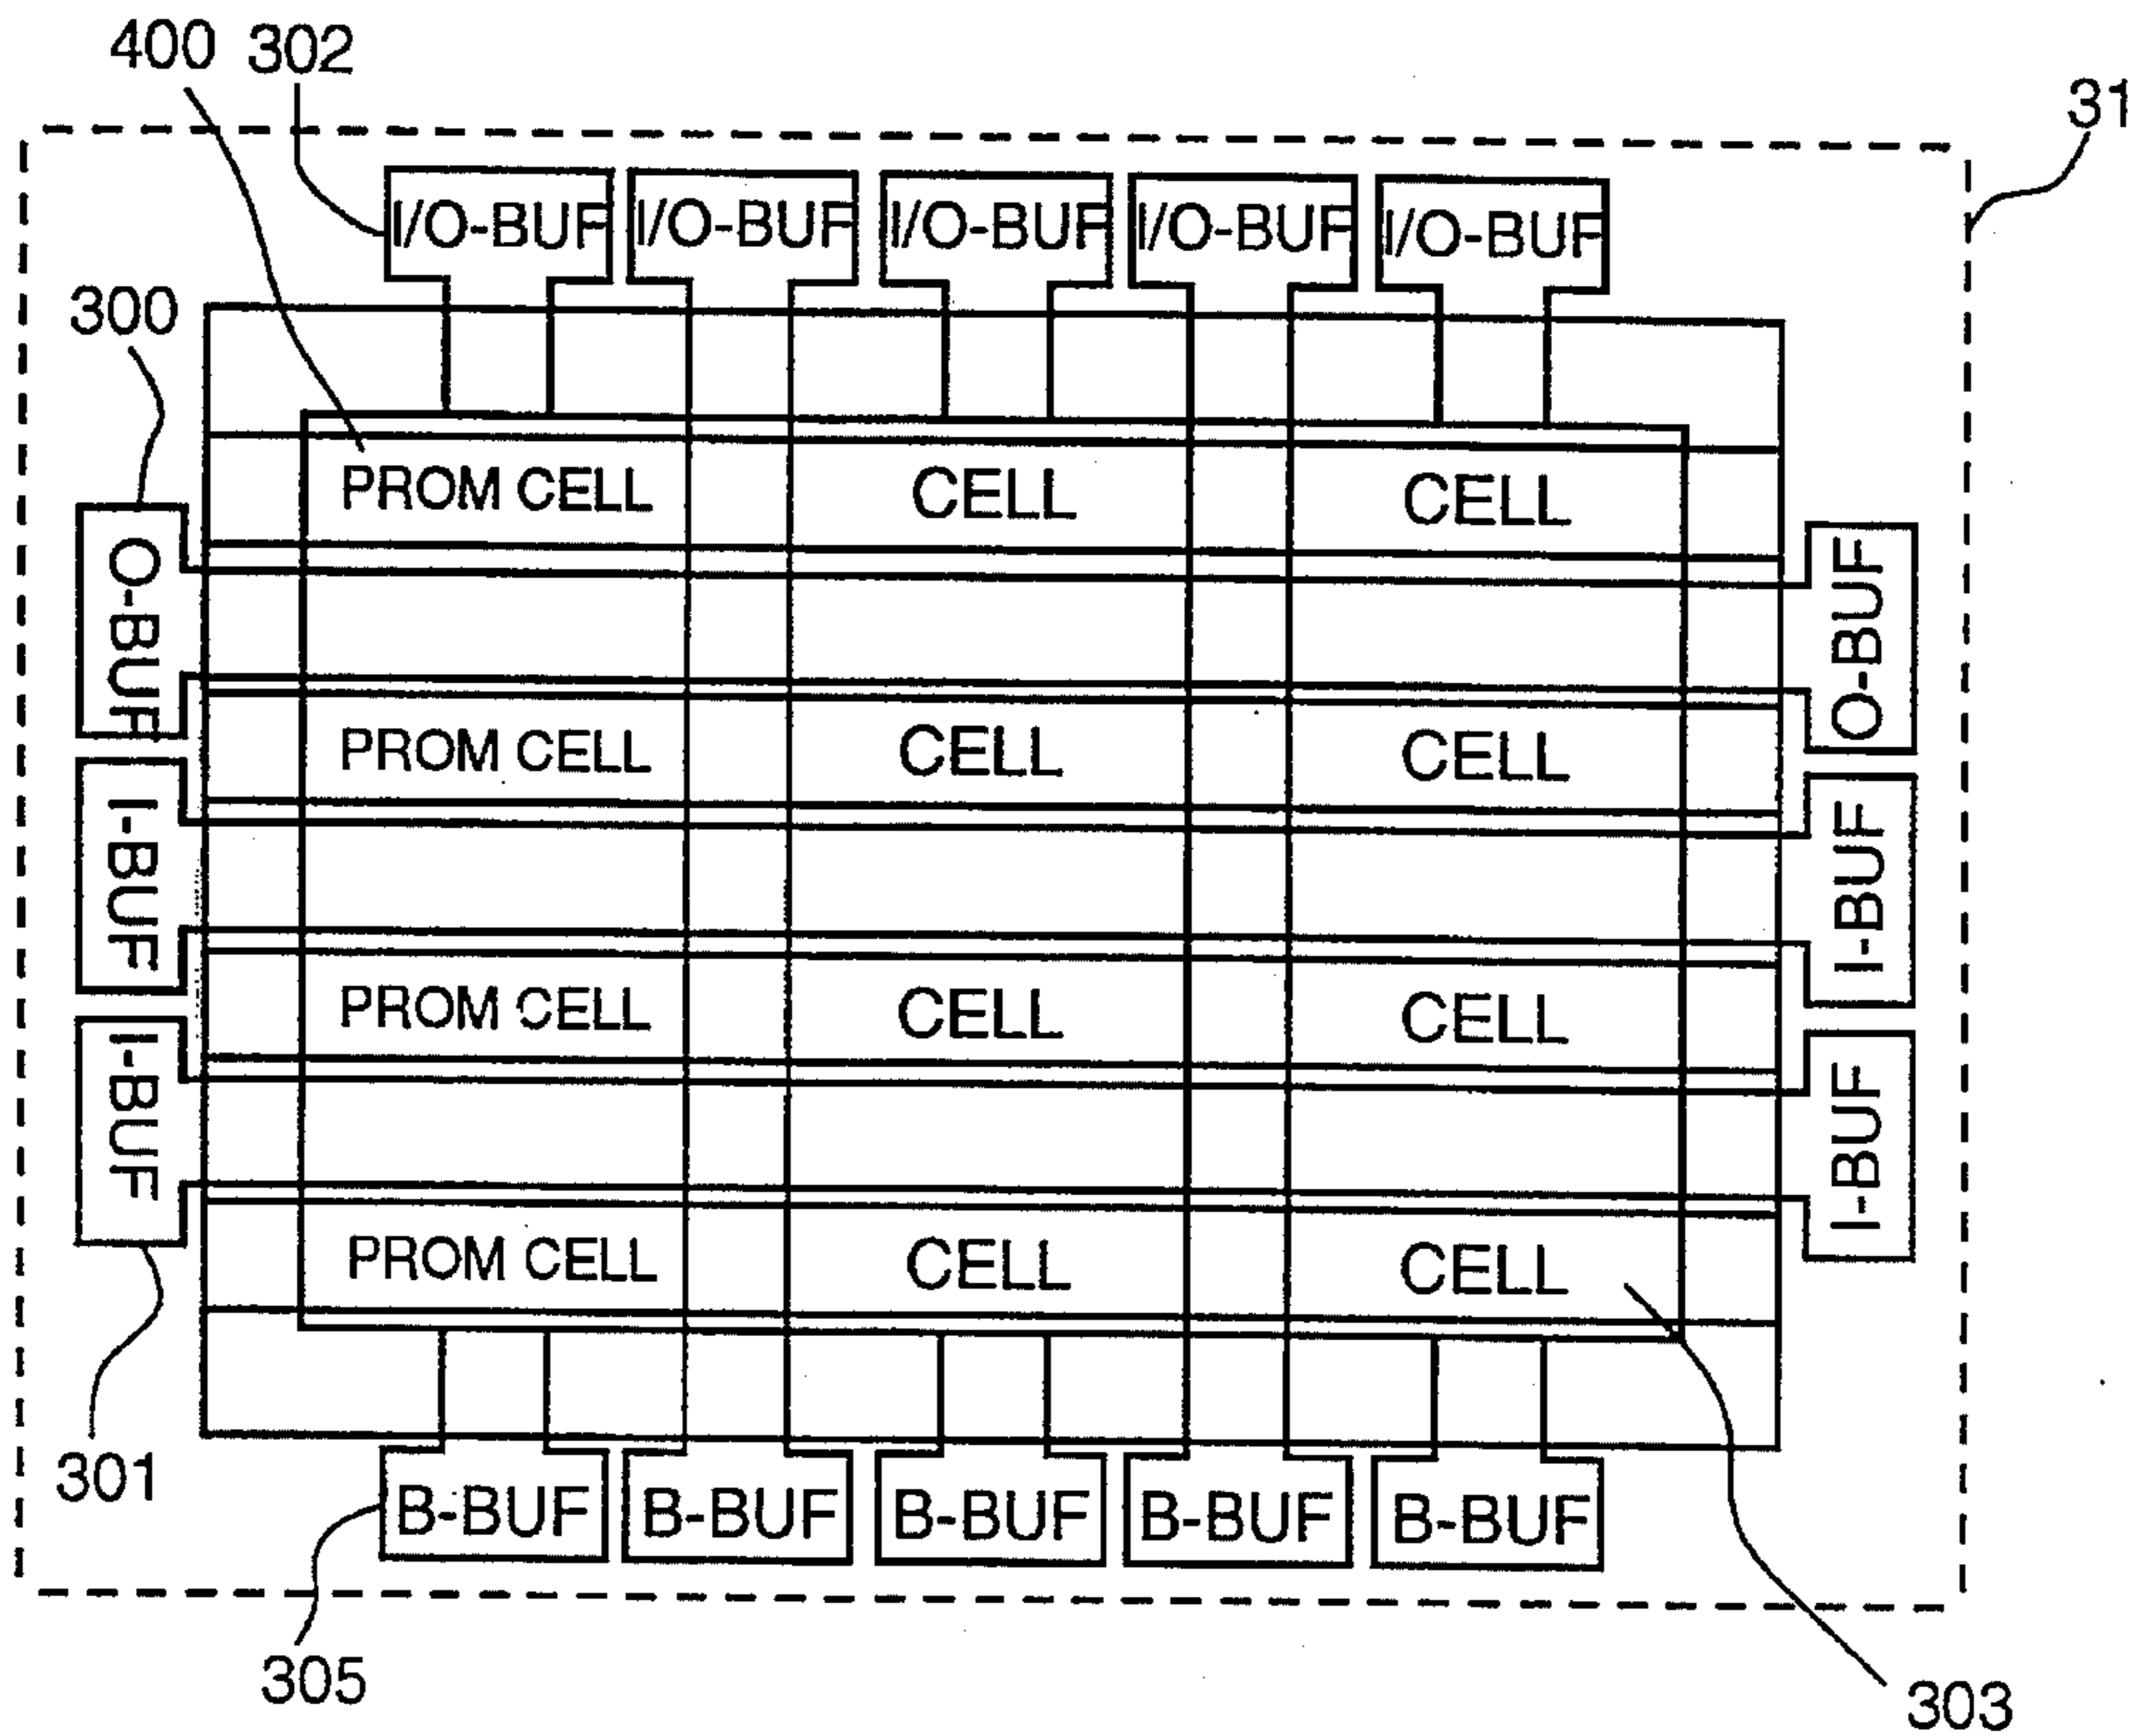 400 302
31
I/O-BUF I/O-BUF I/O-BUF I/O-BUF I/O-BUF
300
PROM CELL CELL CELL
O-BUF O-BUF
PROM CELL CELL CELL
I-BUF I-BUF
PROM CELL CELL CELL
I-BUF I-BUF
PROM CELL CELL CELL
301
B-BUF B-BUF B-BUF B-BUF B-BUF
305
303